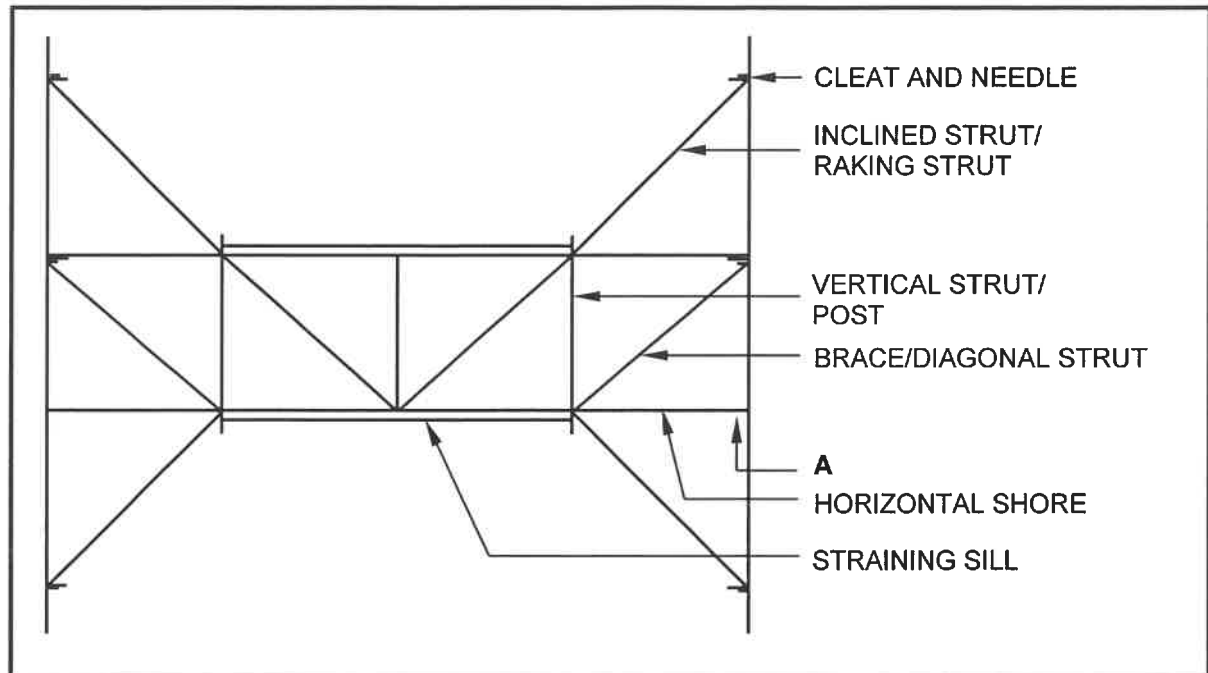 CLEAT AND NEEDLE
INCLINED STRUT/
RAKING STRUT
VERTICAL STRUT/
POST
BRACE/DIAGONAL STRUT
A
HORIZONTAL SHORE
STRAINING SILL